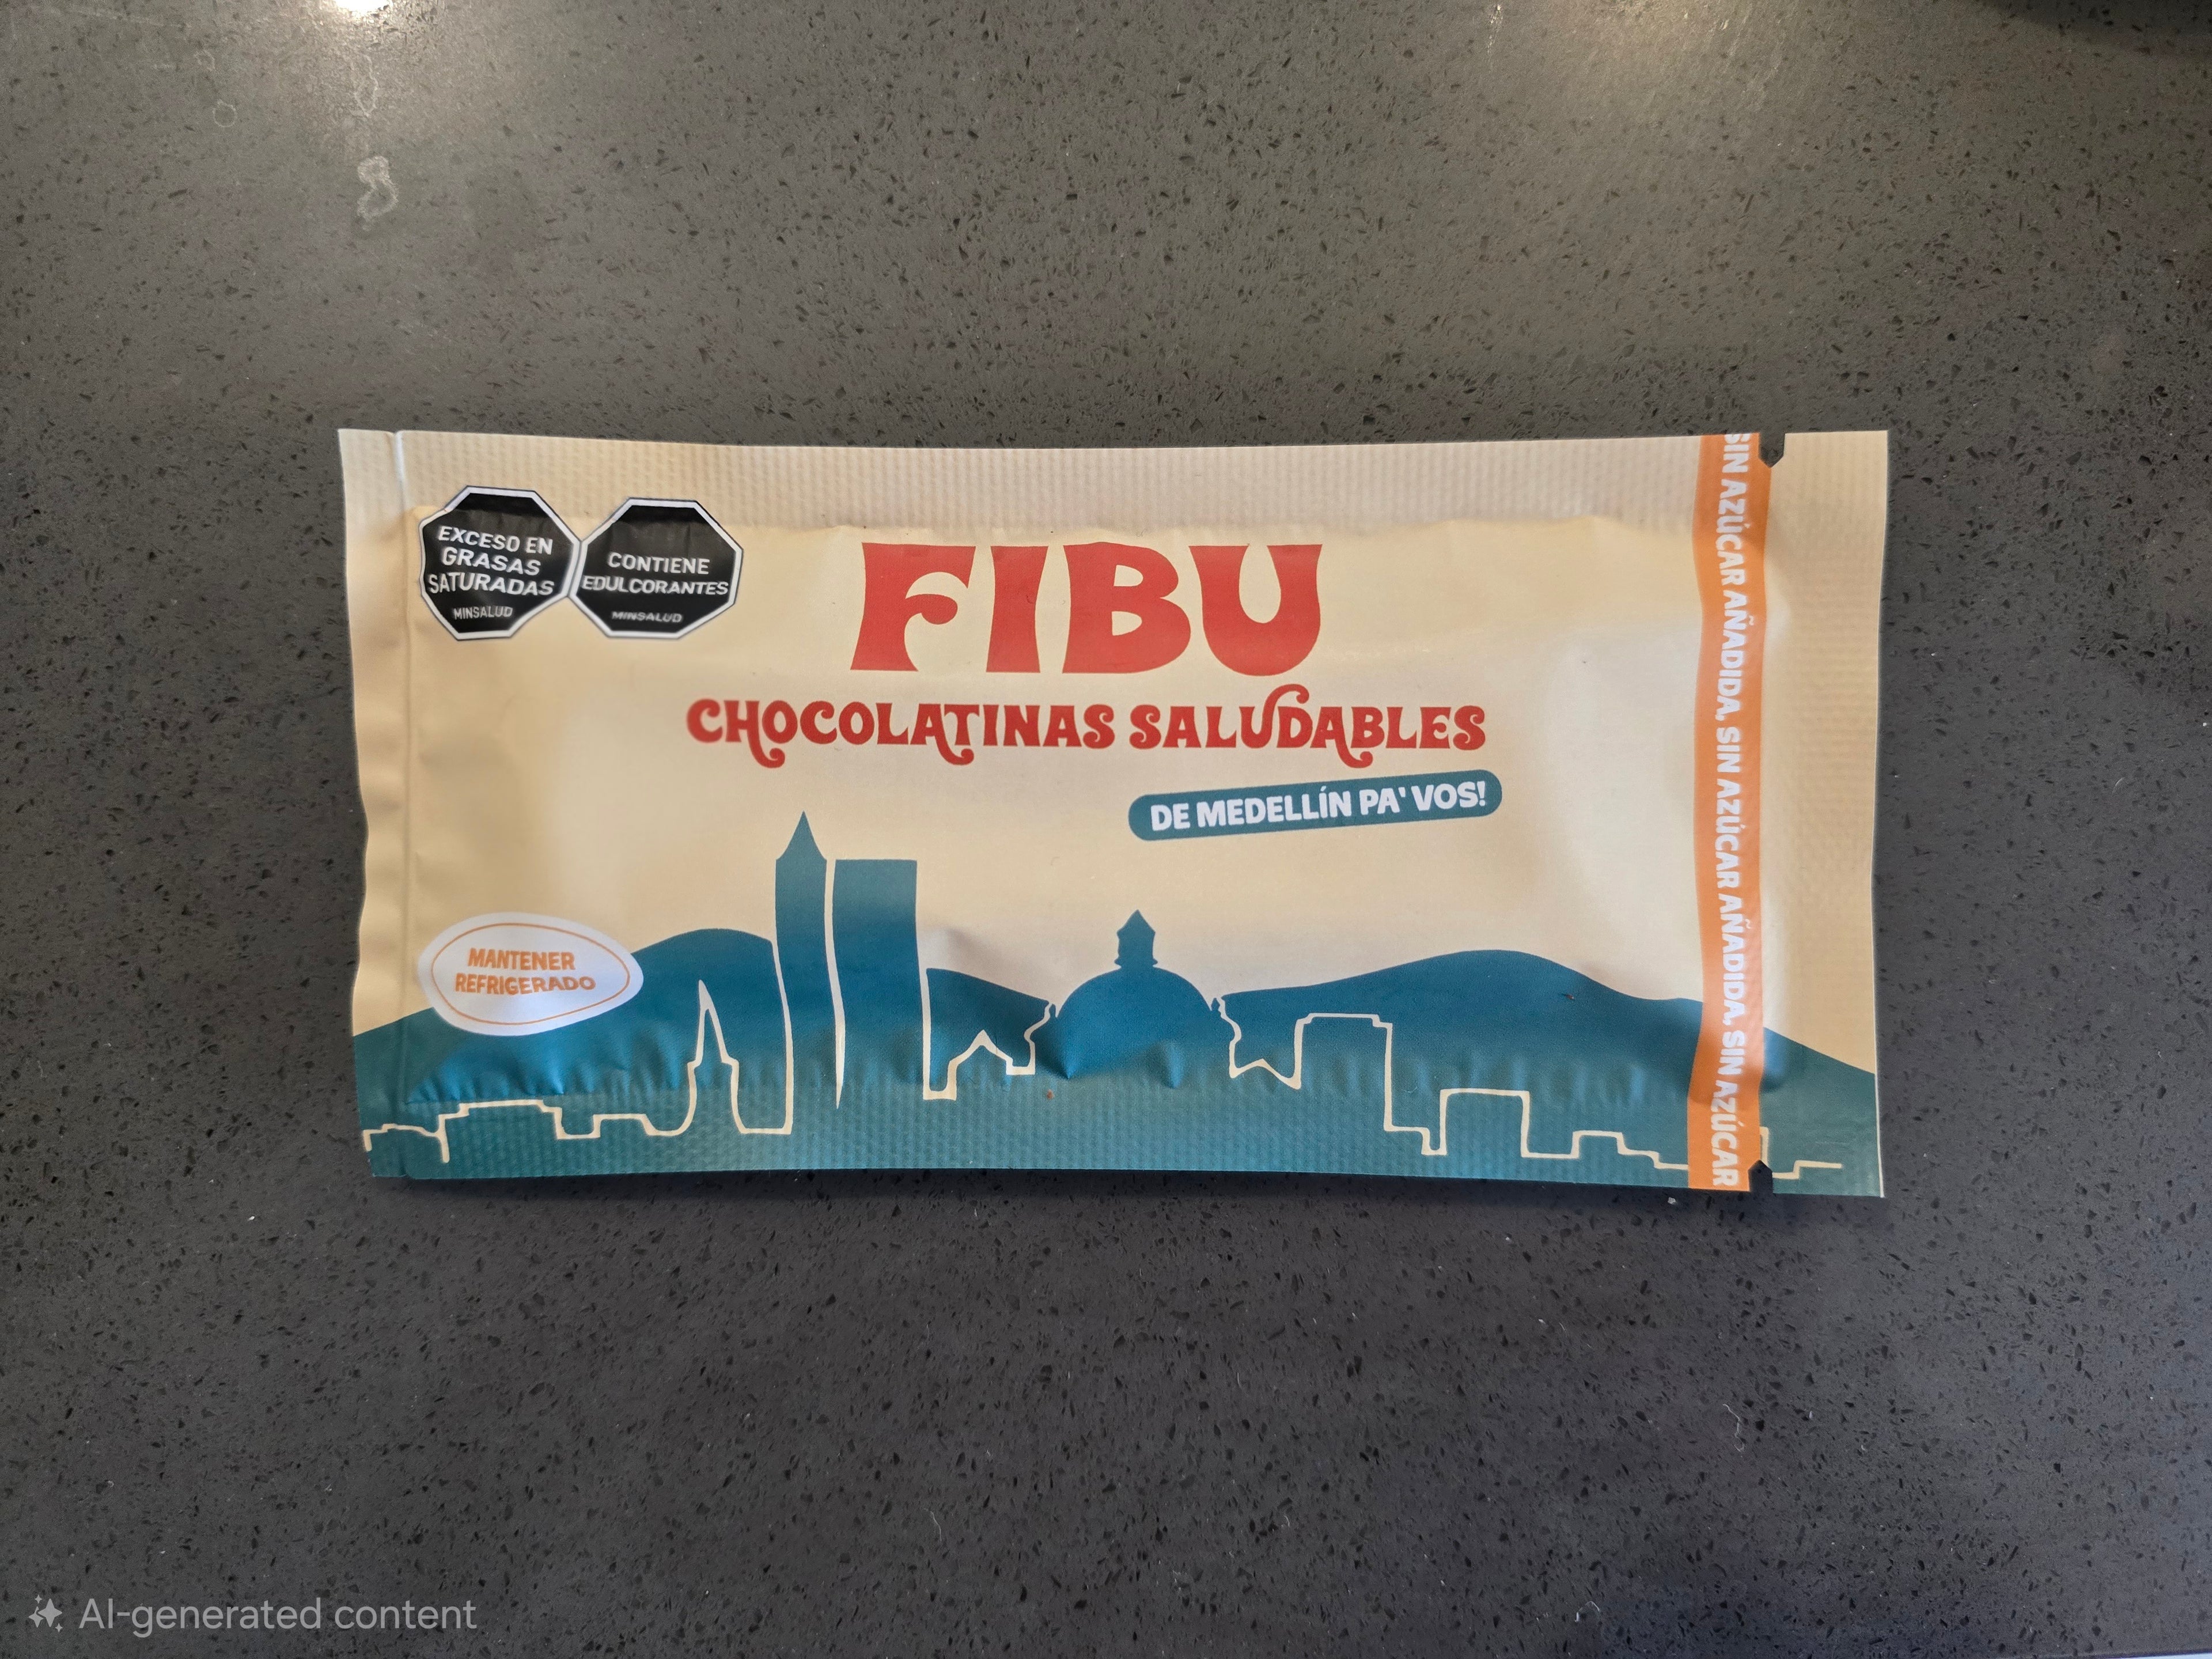 EXCESO EN
GRASAS
SATURADAS
MINSALUD
CONTIENE
EDULCORANTES
MINSALUD
FIBU
CHOCOLATINAS SALUDABLES
DE MEDELLÍN PA' VOS!
MANTENER
REFRIGERADO
SIN AZÚCAR AÑADIDA, SIN AZÚCAR AÑADIDA, SIN AZÚCAR
AI-generated content